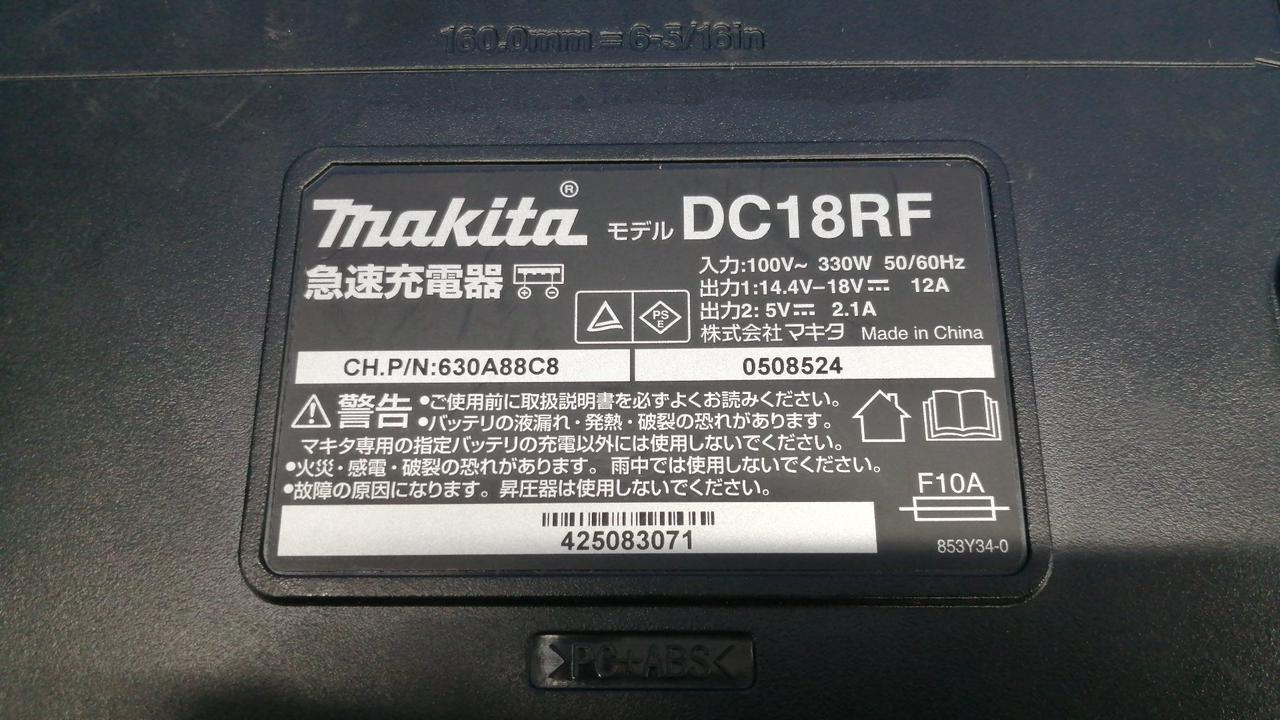 160.0mm = 6-5/16in
makita® モデル DC18RF
急速充電器
入力:100V~ 330W 50/60Hz
出力1:14.4V-18V⎓ 12A
出力2: 5V⎓ 2.1A
PS
E
株式会社マキタ Made in China
CH.P/N:630A88C8
0508524
警告 •ご使用前に取扱説明書を必ずよくお読みください。
•バッテリの液漏れ・発熱・破裂の恐れがあります。
マキタ専用の指定バッテリの充電以外には使用しないでください。
•火災・感電・破裂の恐れがあります。雨中では使用しないでください。
•故障の原因になります。昇圧器は使用しないでください。
F10A
425083071
853Y34-0
>PC+ABS<